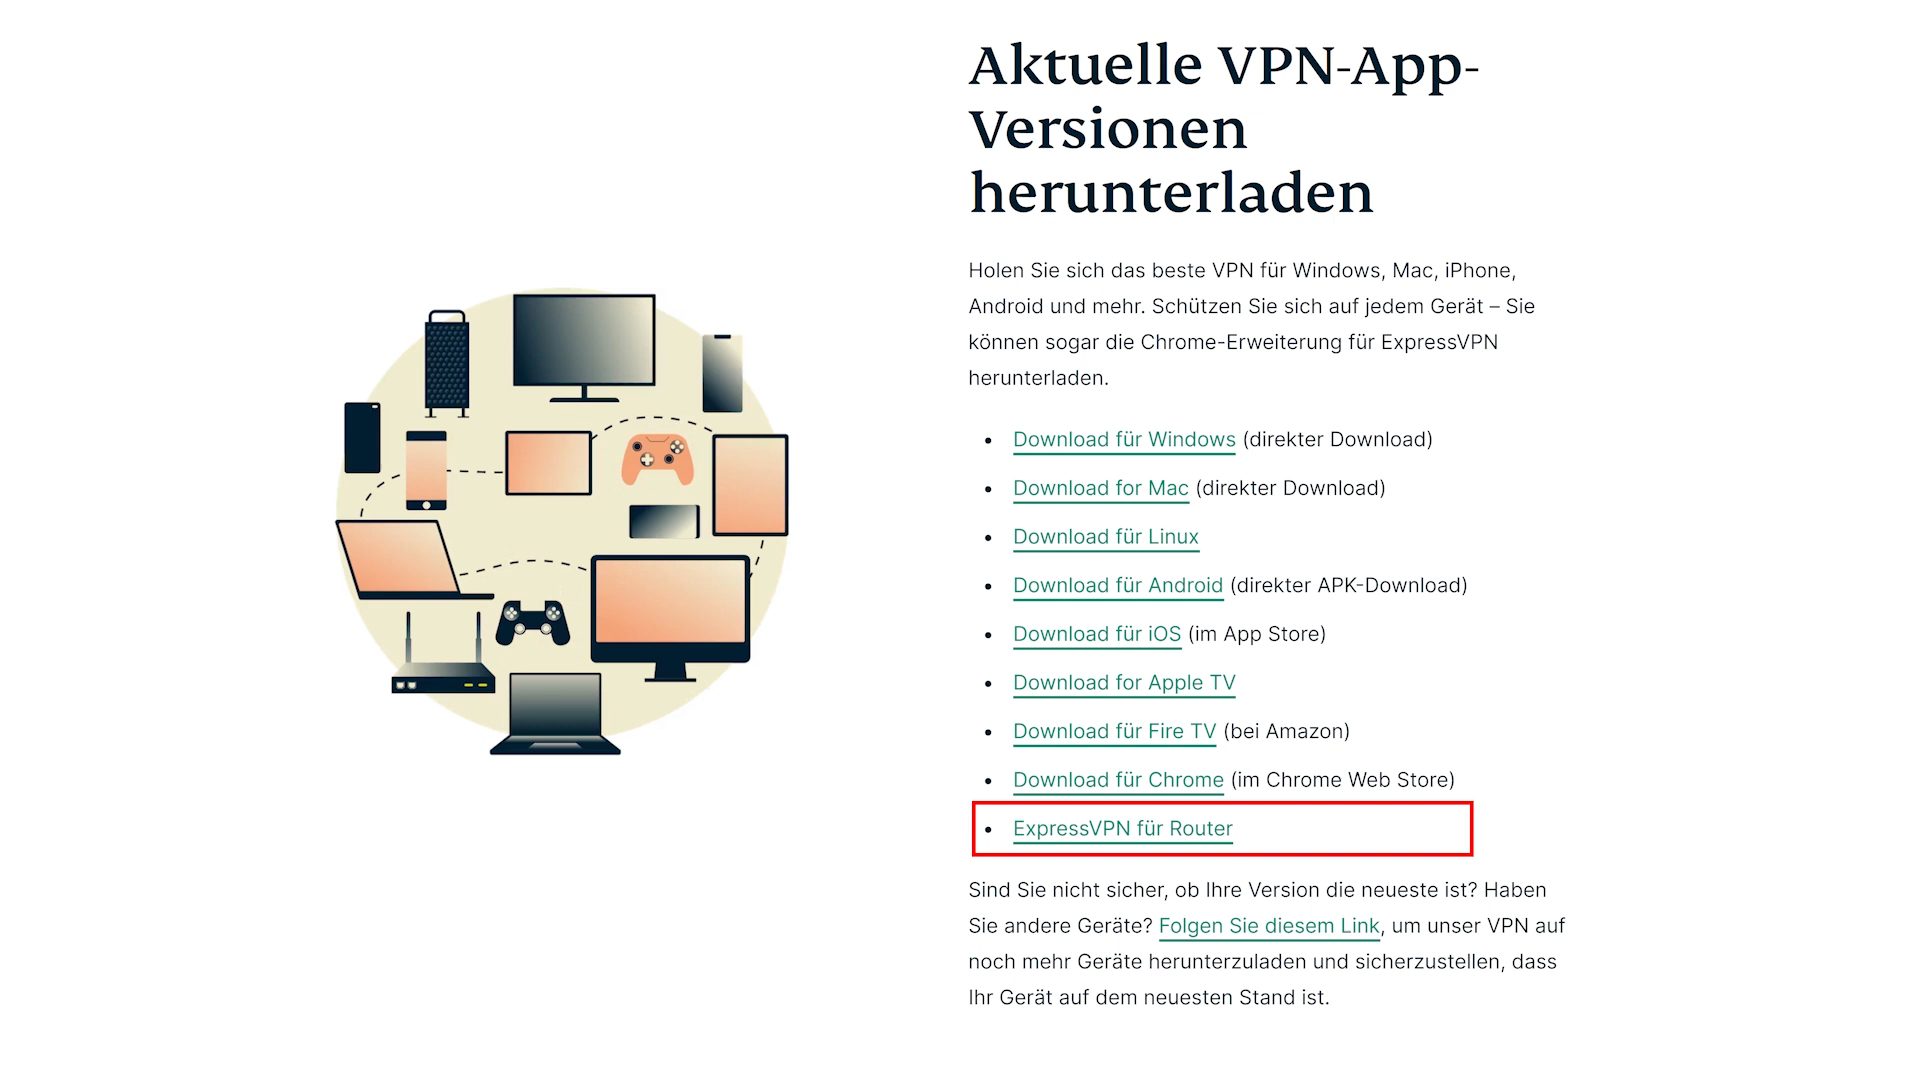 Aktuelle VPN-App-
Versionen
herunterladen
Holen Sie sich das beste VPN für Windows, Mac, iPhone,
Android und mehr. Schützen Sie sich auf jedem Gerät – Sie
können sogar die Chrome-Erweiterung für ExpressVPN
herunterladen.
• Download für Windows (direkter Download)
• Download for Mac (direkter Download)
• Download für Linux
• Download für Android (direkter APK-Download)
• Download für iOS (im App Store)
• Download for Apple TV
• Download für Fire TV (bei Amazon)
• Download für Chrome (im Chrome Web Store)
• ExpressVPN für Router
Sind Sie nicht sicher, ob Ihre Version die neueste ist? Haben
Sie andere Geräte? Folgen Sie diesem Link, um unser VPN auf
noch mehr Geräte herunterzuladen und sicherzustellen, dass
Ihr Gerät auf dem neuesten Stand ist.